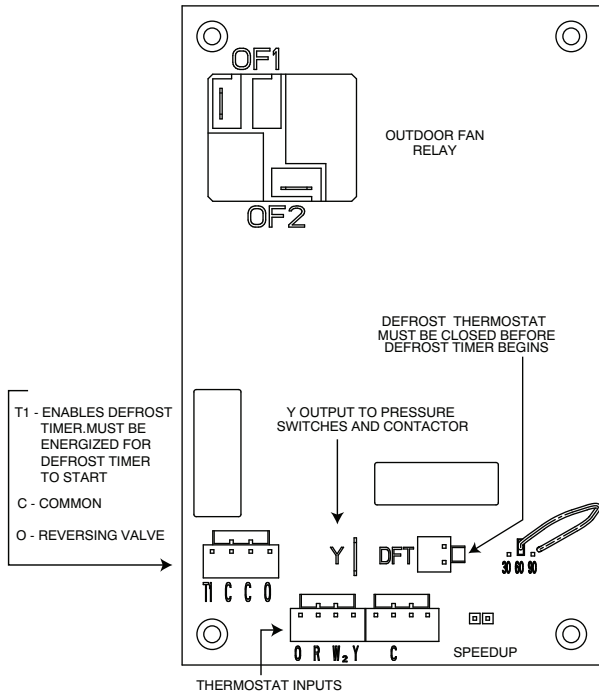 OF1
OUTDOOR FAN
RELAY
OF2
DEFROST THERMOSTAT
MUST BE CLOSED BEFORE
DEFROST TIMER BEGINS
T1 - ENABLES DEFROST
TIMER.MUST BE
ENERGIZED FOR
DEFROST TIMER
TO START
C - COMMON
O - REVERSING VALVE
Y OUTPUT TO PRESSURE
SWITCHES AND CONTACTOR
Y
DFT
30 60 90
T1 C C O
O R W2 Y C
SPEEDUP
THERMOSTAT INPUTS